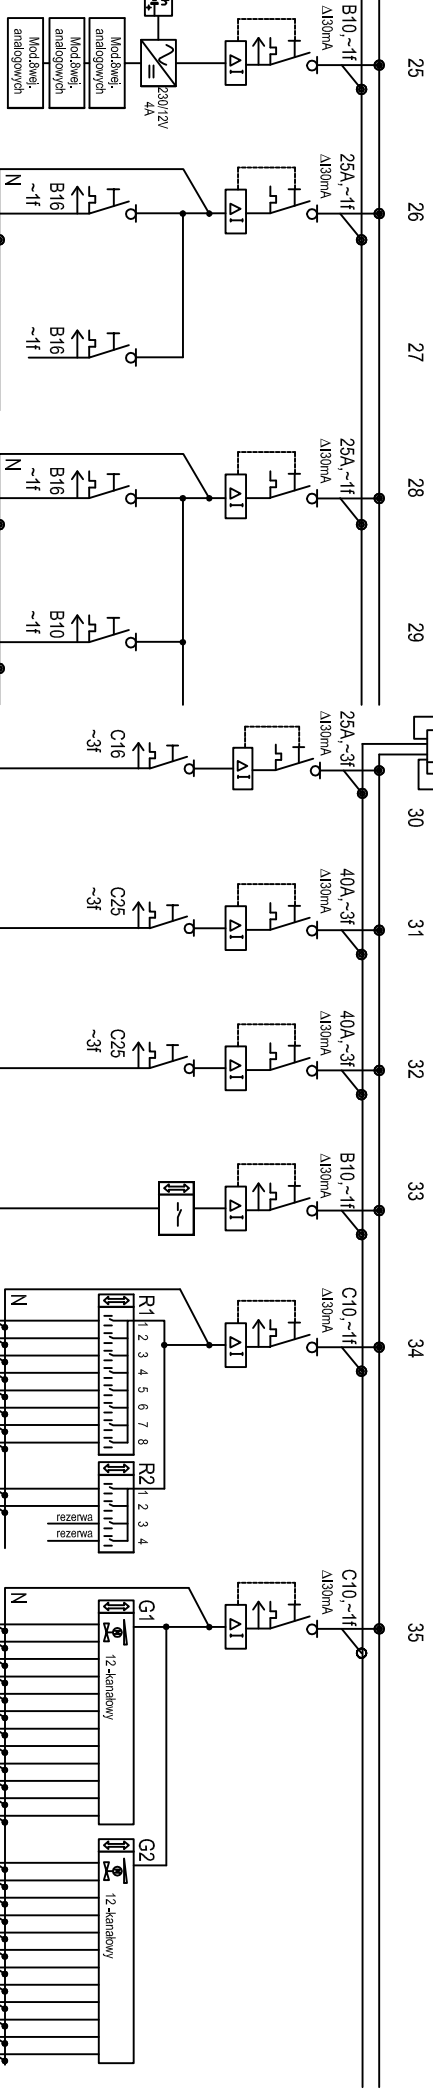 25
B10,~1f
ΔI30mA
230/12V
4A
Mod.8wej.
analogowych
Mod.8wej.
analogowych
Mod.8wej.
analogowych
26
25A,~1f
ΔI30mA
B16
~1f
N
27
B16
~1f
28
25A,~1f
ΔI30mA
B16
~1f
N
29
B10
~1f
30
25A,~3f
ΔI30mA
C16
~3f
31
40A,~3f
ΔI30mA
C25
~3f
32
40A,~3f
ΔI30mA
C25
~3f
33
B10,~1f
ΔI30mA
34
C10,~1f
ΔI30mA
R1
1 2 3 4 5 6 7 8
N
R2
1 2 3 4
rezerwa
rezerwa
35
C10,~1f
ΔI30mA
G1
12 -kanałowy
N
G2
12 -kanałowy